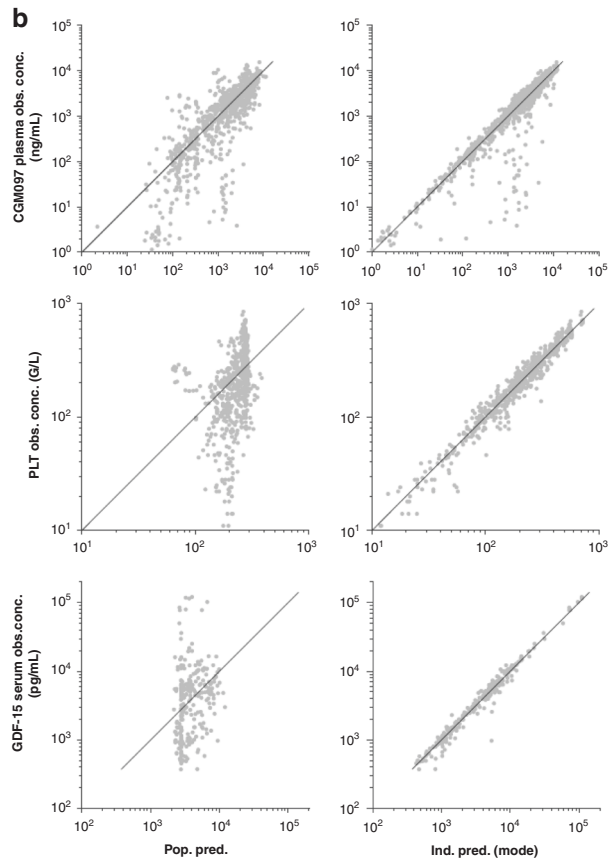 b
CGM097 plasma obs. conc.
(ng/mL)
10⁵
10⁴
10³
10²
10¹
10⁰
10⁰ 10¹ 10² 10³ 10⁴ 10⁵
10⁵
10⁴
10³
10²
10¹
10⁰
10⁰ 10¹ 10² 10³ 10⁴ 10⁵
PLT obs. conc. (G/L)
10³
10²
10¹
10¹ 10² 10³
10³
10²
10¹
10¹ 10² 10³
GDF-15 serum obs.conc.
(pg/mL)
10⁵
10⁴
10³
10²
10² 10³ 10⁴ 10⁵
Pop. pred.
10⁵
10⁴
10³
10²
10² 10³ 10⁴ 10⁵
Ind. pred. (mode)